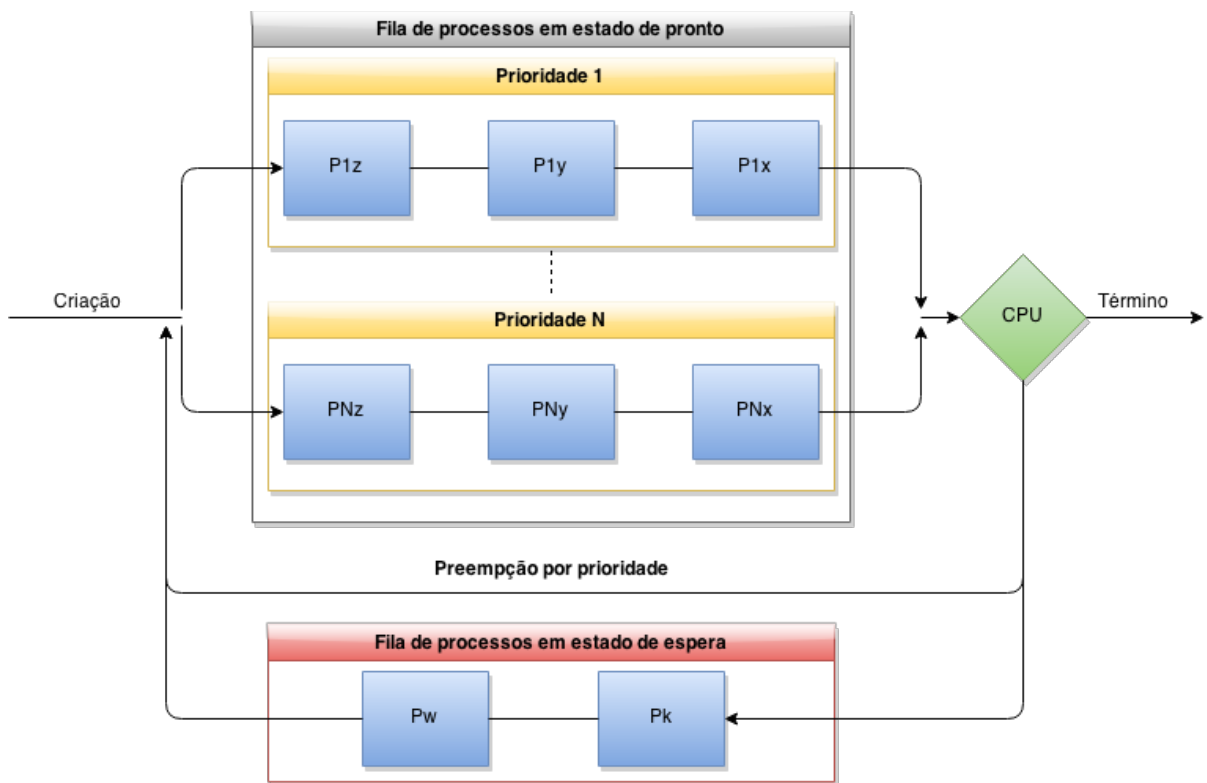 Fila de processos em estado de pronto
Prioridade 1
P1z
P1y
P1x
Criação
Prioridade N
CPU
Término
PNz
PNy
PNx
Preempção por prioridade
Fila de processos em estado de espera
Pw
Pk